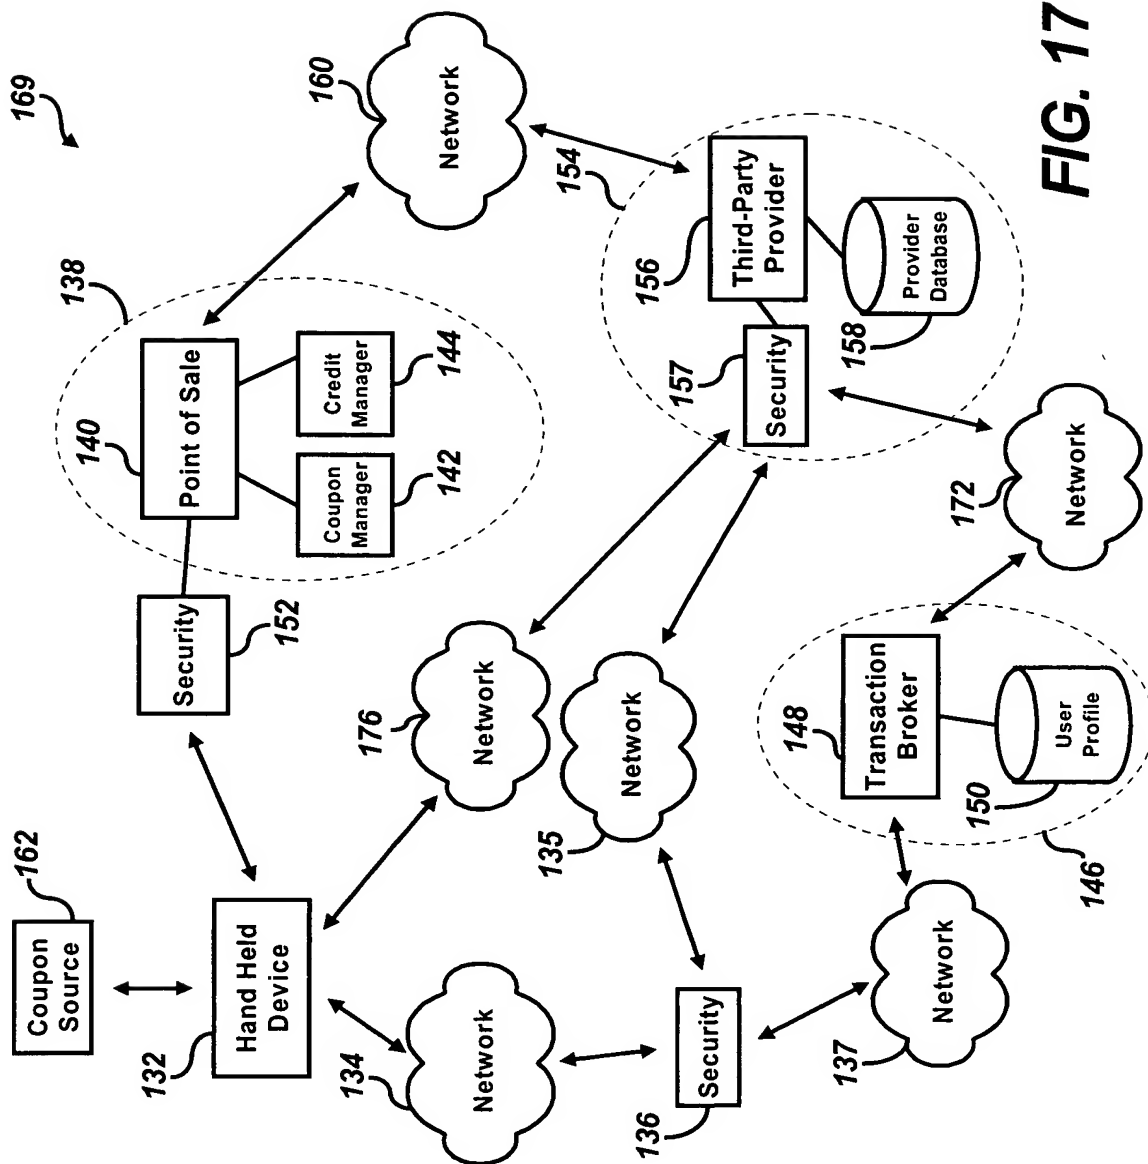 169
162
Coupon
Source
132
Hand Held
Device
134
Network
136
Security
137
Network
135
Network
176
Network
152
Security
138
140
Point of Sale
142
Coupon
Manager
144
Credit
Manager
160
Network
154
156
Third-Party
Provider
157
Security
158
Provider
Database
172
Network
146
148
Transaction
Broker
150
User
Profile
FIG. 17